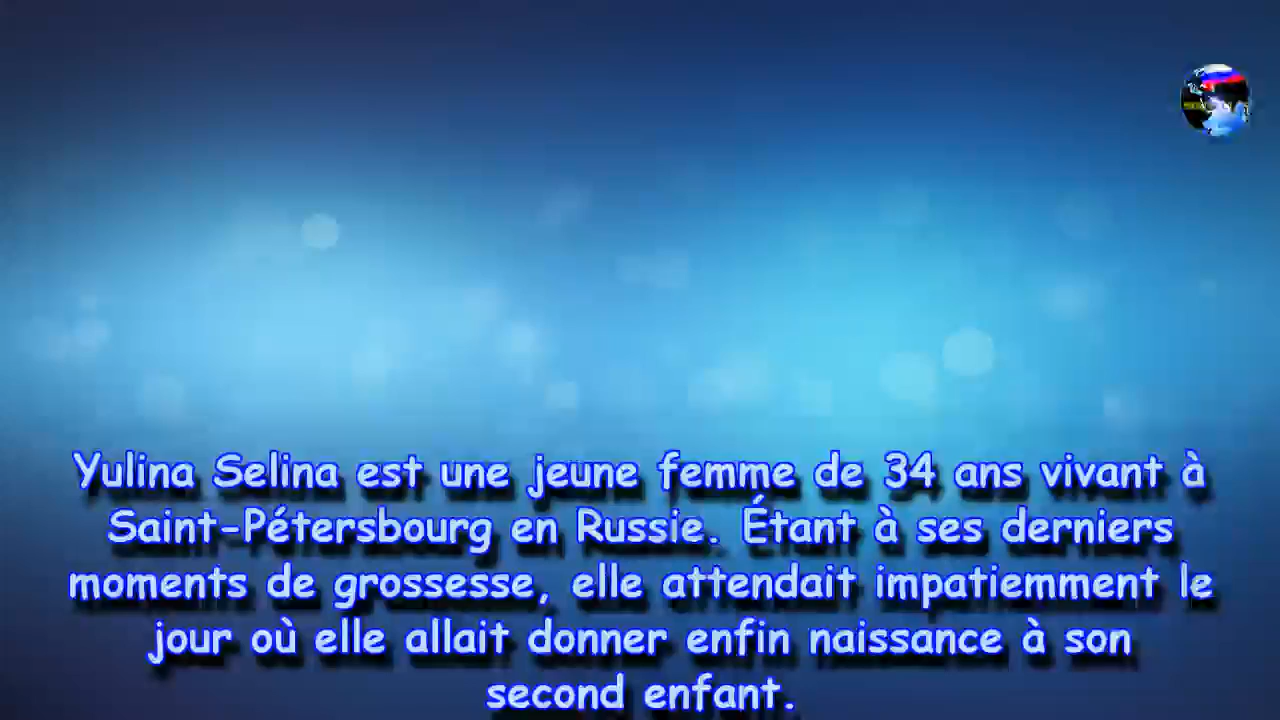 Yulina Selina est une jeune femme de 34 ans vivant à
Saint-Pétersbourg en Russie. Étant à ses derniers
moments de grossesse, elle attendait impatiemment le
jour où elle allait donner enfin naissance à son
second enfant.